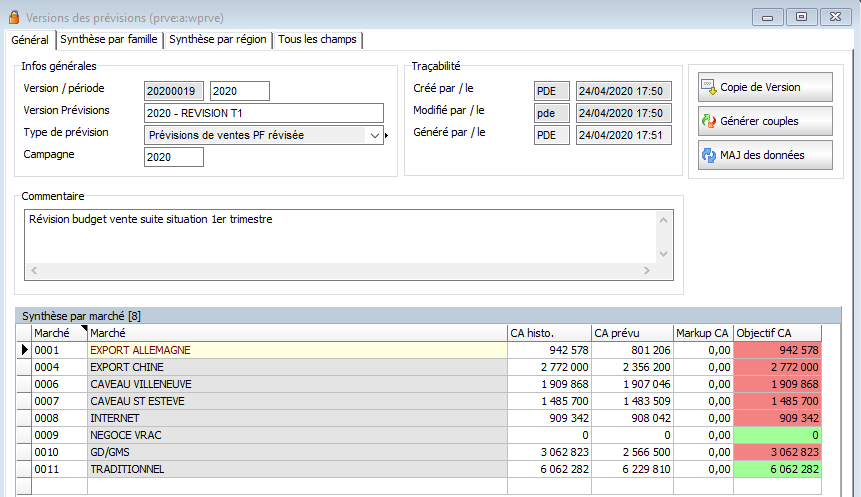 Versions des prévisions (prve:a:wprve)
Général Synthèse par famille Synthèse par région Tous les champs
Infos générales
Version / période 20200019 2020
Version Prévisions 2020 - REVISION T1
Type de prévision Prévisions de ventes PF révisée
Campagne 2020
Traçabilité
Créé par / le PDE 24/04/2020 17:50
Modifié par / le pde 24/04/2020 17:50
Généré par / le PDE 24/04/2020 17:51
Copie de Version
Générer couples
MAJ des données
Commentaire
Révision budget vente suite situation 1er trimestre
Synthèse par marché [8]
Marché Marché CA histo. CA prévu Markup CA Objectif CA
0001 EXPORT ALLEMAGNE 942 578 801 206 0,00 942 578
0004 EXPORT CHINE 2 772 000 2 356 200 0,00 2 772 000
0006 CAVEAU VILLENEUVE 1 909 868 1 907 046 0,00 1 909 868
0007 CAVEAU ST ESTEVE 1 485 700 1 483 509 0,00 1 485 700
0008 INTERNET 909 342 908 042 0,00 909 342
0009 NEGOCE VRAC 0 0 0,00 0
0010 GD/GMS 3 062 823 2 566 500 0,00 3 062 823
0011 TRADITIONNEL 6 062 282 6 229 810 0,00 6 062 282